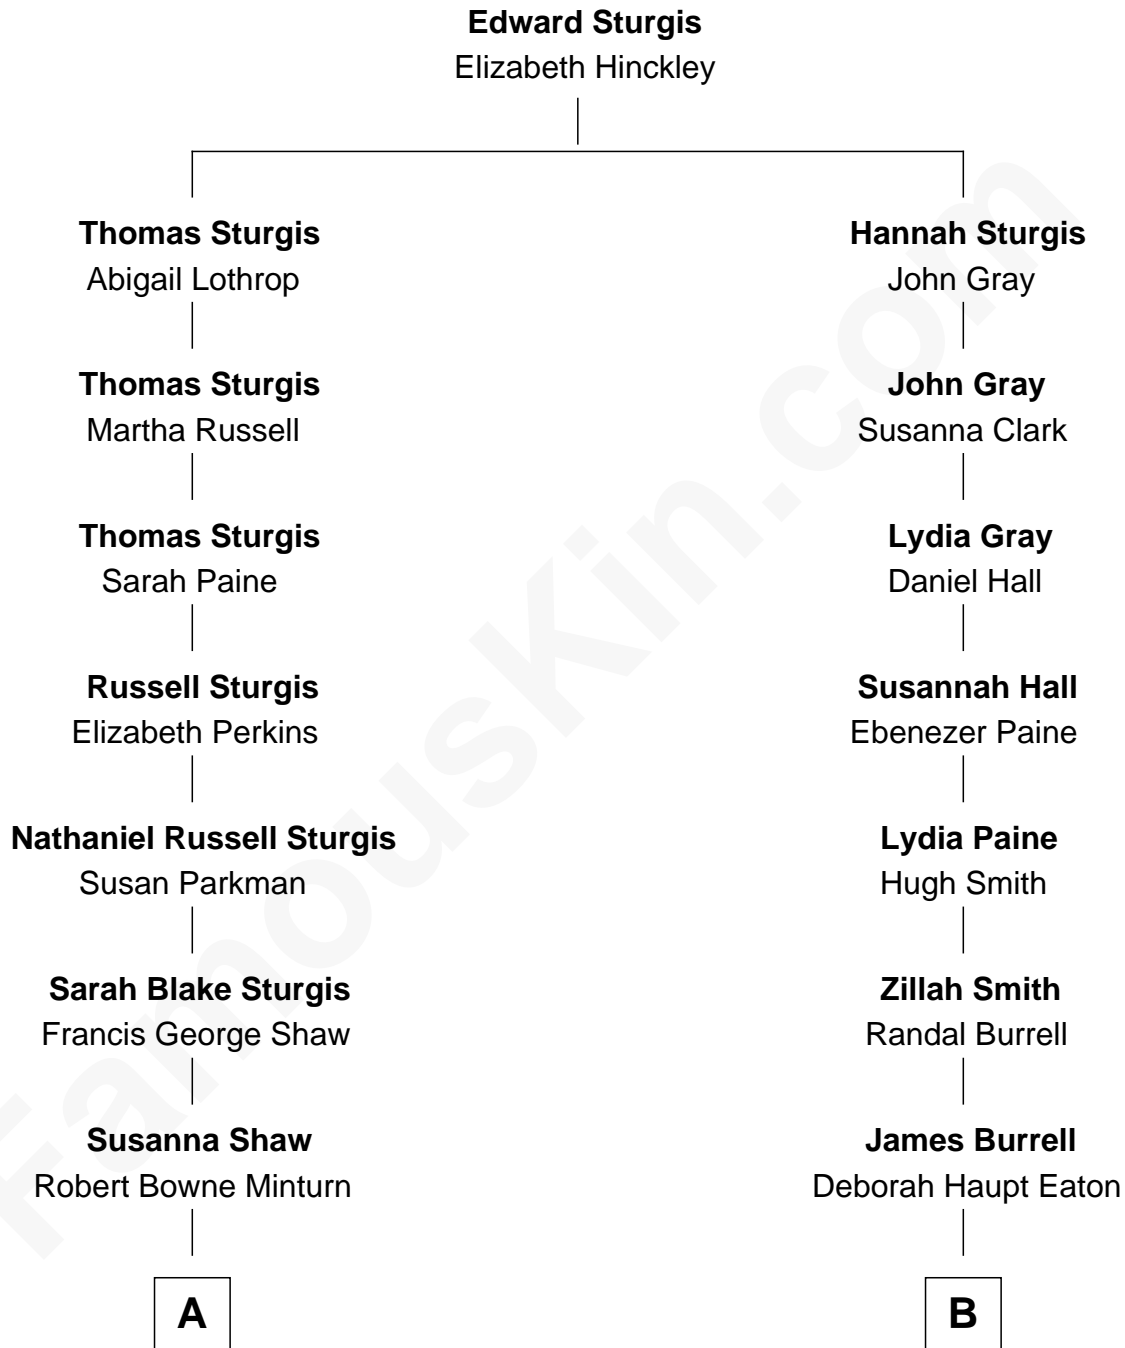 Edward Sturgis
Elizabeth Hinckley
Thomas Sturgis
Abigail Lothrop
Hannah Sturgis
John Gray
Thomas Sturgis
Martha Russell
John Gray
Susanna Clark
Thomas Sturgis
Sarah Paine
Lydia Gray
Daniel Hall
Russell Sturgis
Elizabeth Perkins
Susannah Hall
Ebenezer Paine
Nathaniel Russell Sturgis
Susan Parkman
Lydia Paine
Hugh Smith
Sarah Blake Sturgis
Francis George Shaw
Zillah Smith
Randal Burrell
Susanna Shaw
Robert Bowne Minturn
James Burrell
Deborah Haupt Eaton
A
B
FamousKin.com